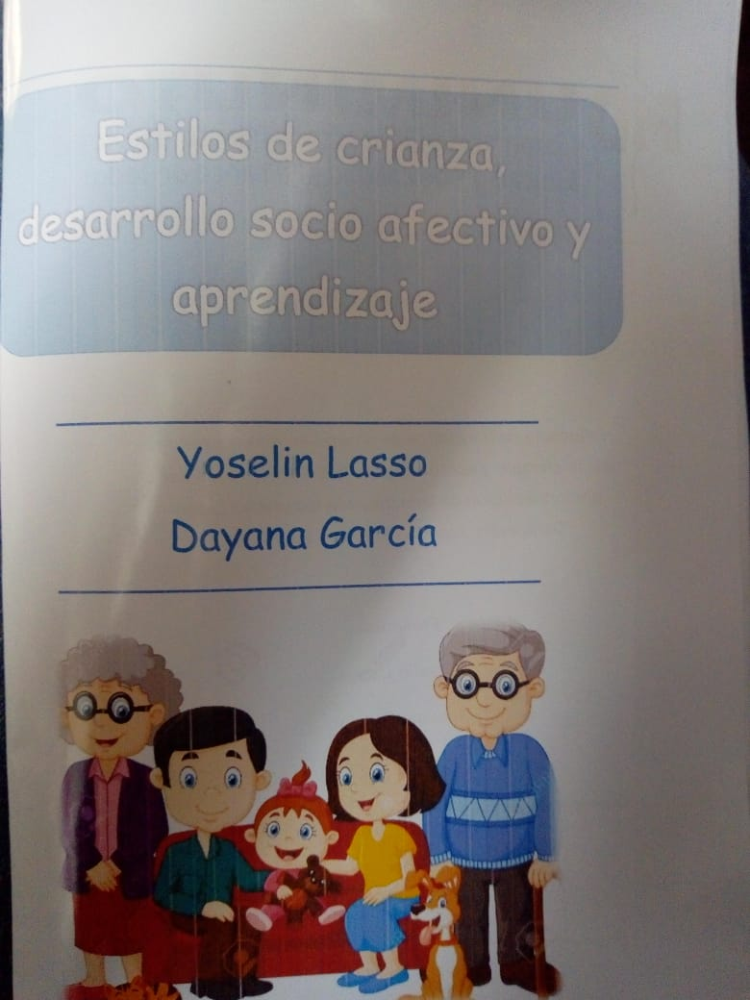 Estilos de crianza,
desarrollo socio afectivo y
aprendizaje
Yoselin Lasso
Dayana García